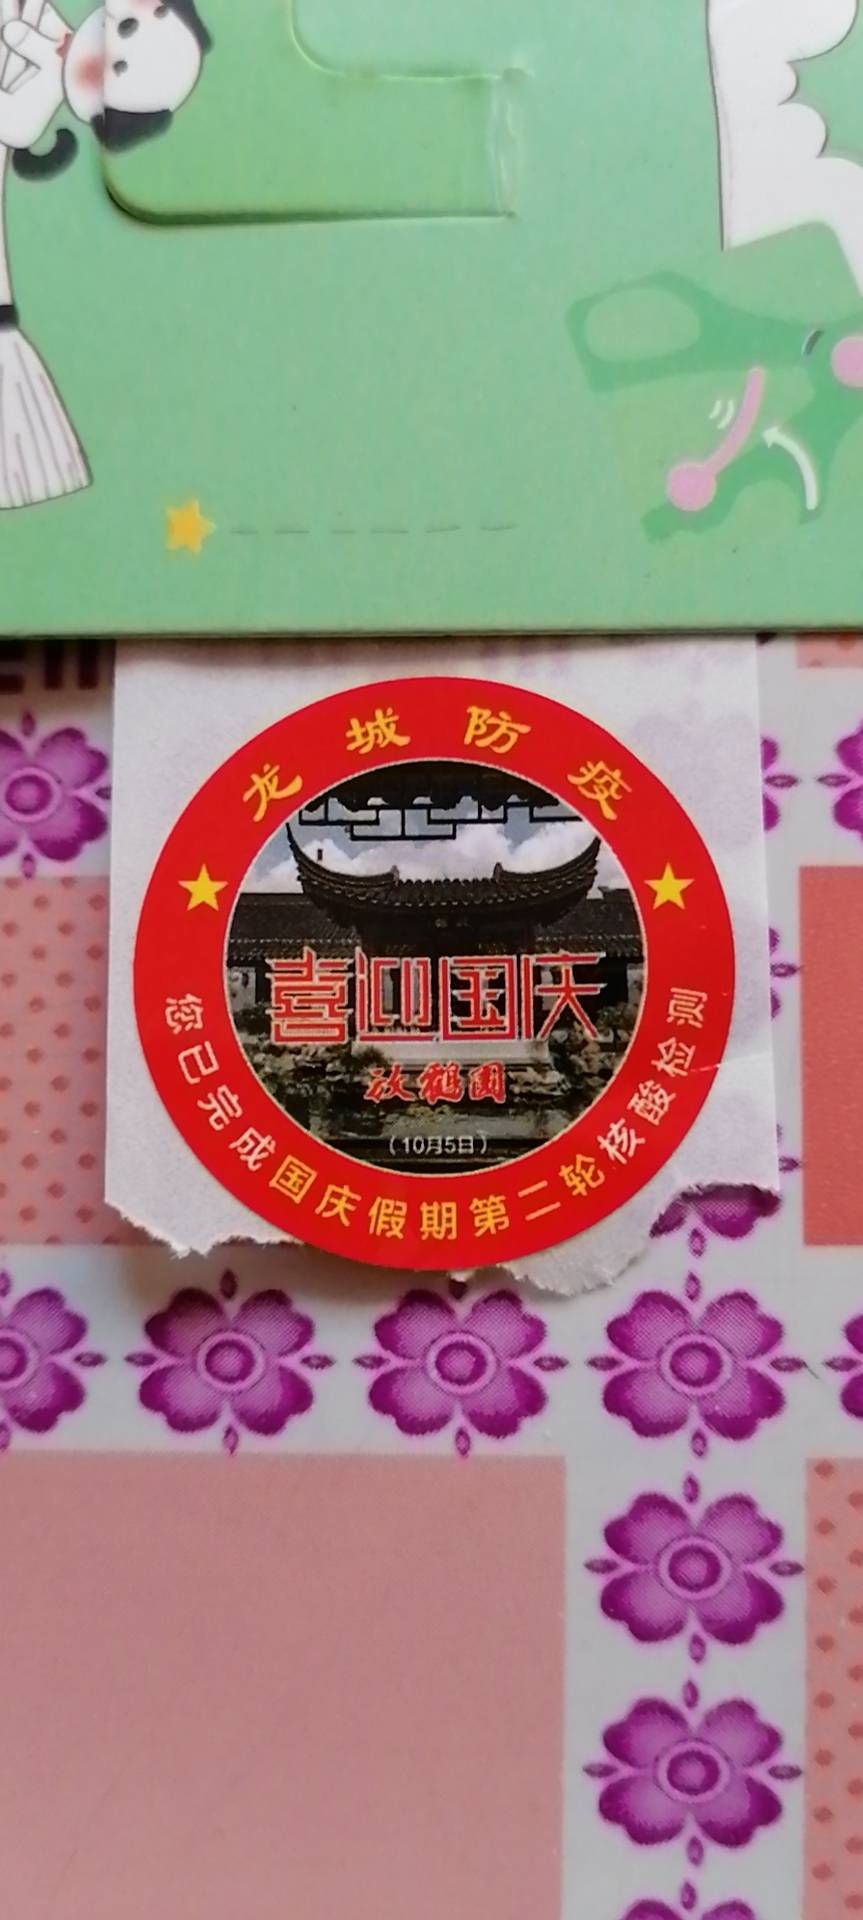 龙城防疫
喜迎国庆
放鹤园
（10月5日）
您已完成国庆假期第二轮核酸检测